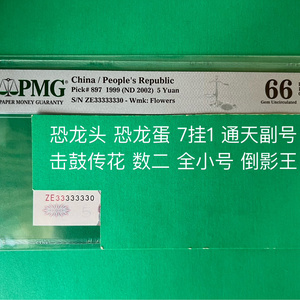 PMG
PAPER MONEY GUARANTY
China / People's Republic
Pick# 897 1999 (ND 2002) 5 Yuan
S/N ZE33333330 - Wmk: Flowers
66
Gem Uncirculated
恐龙头 恐龙蛋 7挂1 通天副号
击鼓传花 数二 全小号 倒影王
ZE33333330